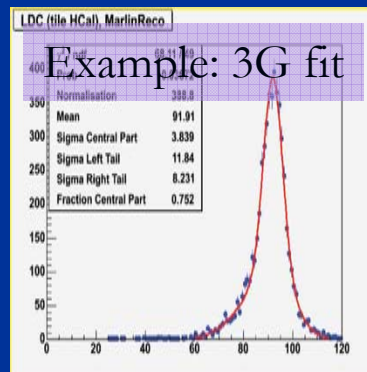 LDC (tile HCal), MarlinReco
Example: 3G fit
Normalisation 388.8
Mean 91.91
Sigma Central Part 3.839
Sigma Left Tail 11.84
Sigma Right Tail 8.231
Fraction Central Part 0.752
400
350
300
250
200
150
100
50
0
0 20 40 60 80 100 120